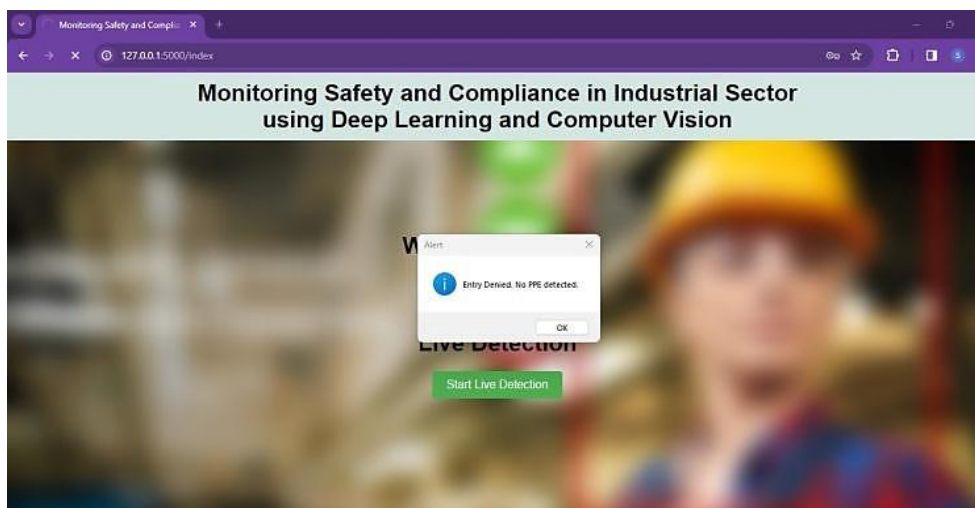 Monitoring Safety and Complia
127.0.0.1:5000/index
Monitoring Safety and Compliance in Industrial Sector
using Deep Learning and Computer Vision
W
Alert
Entry Denied. No PPE detected.
OK
Live Detection
Start Live Detection